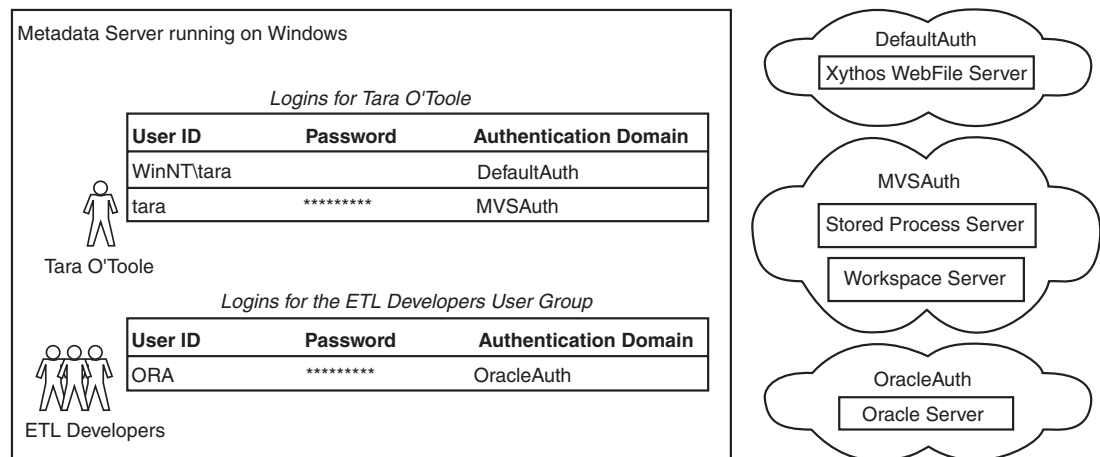 Metadata Server running on Windows
Logins for Tara O'Toole
User ID Password Authentication Domain
WinNT\tara DefaultAuth
tara ********* MVSAuth
Tara O'Toole
Logins for the ETL Developers User Group
User ID Password Authentication Domain
ORA ********* OracleAuth
ETL Developers
DefaultAuth
Xythos WebFile Server
MVSAuth
Stored Process Server
Workspace Server
OracleAuth
Oracle Server